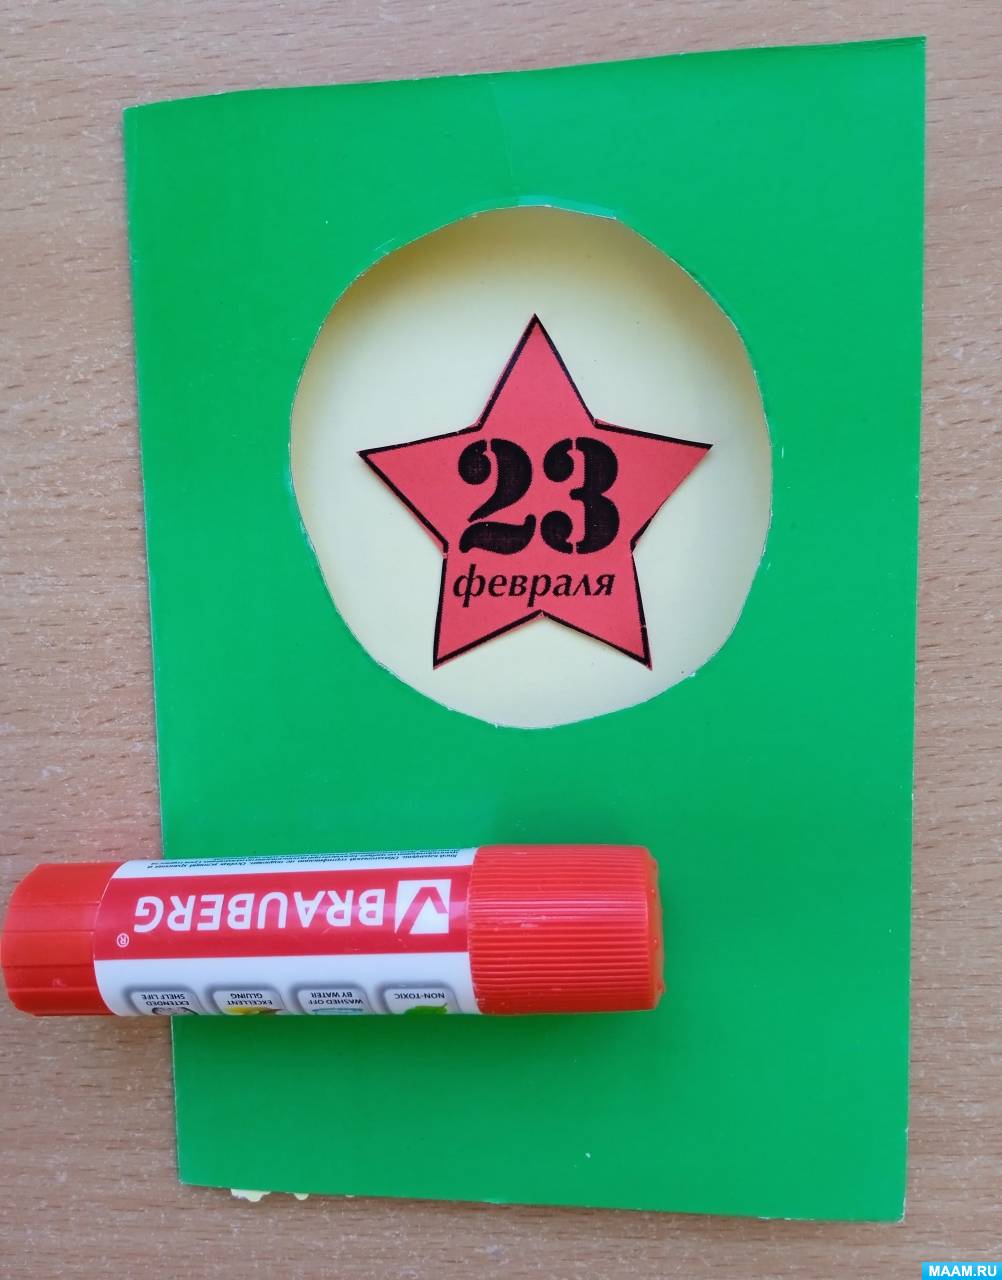 23
февраля
BRAUBERG
®
NON-TOXIC
WASHED OFF
BY WATER
EXCELLENT
GLUING
EXTENDED
SHELF LIFE
MAAM.RU